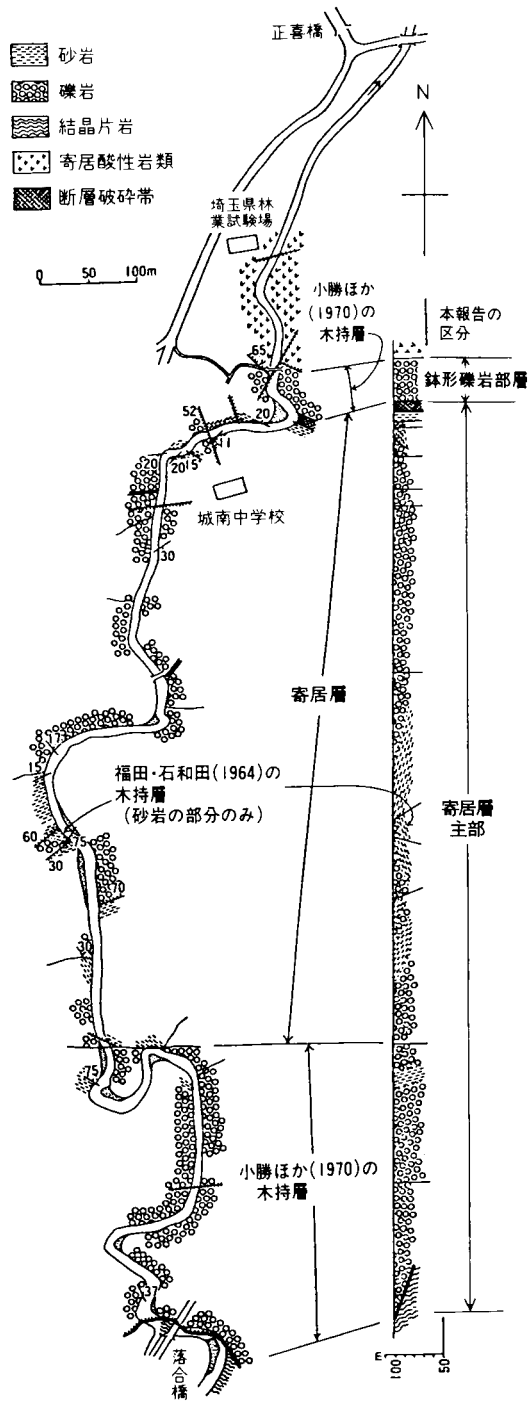 正喜橋
砂岩
礫岩
結晶片岩
寄居酸性岩類
断層破砕帯
0 50 100m
N
埼玉県林
業試験場
小勝ほか
(1970)の
木持層
本報告の
区分
鉢形礫岩部層
65
20
52
11
20
20
15
城南中学校
30
寄居層
77
15
福田・石和田(1964)の
木持層
(砂岩の部分のみ)
60
75
30
70
寄居層
主部
30
75
小勝ほか(1970)の
木持層
37
落合橋
E
m
100
50